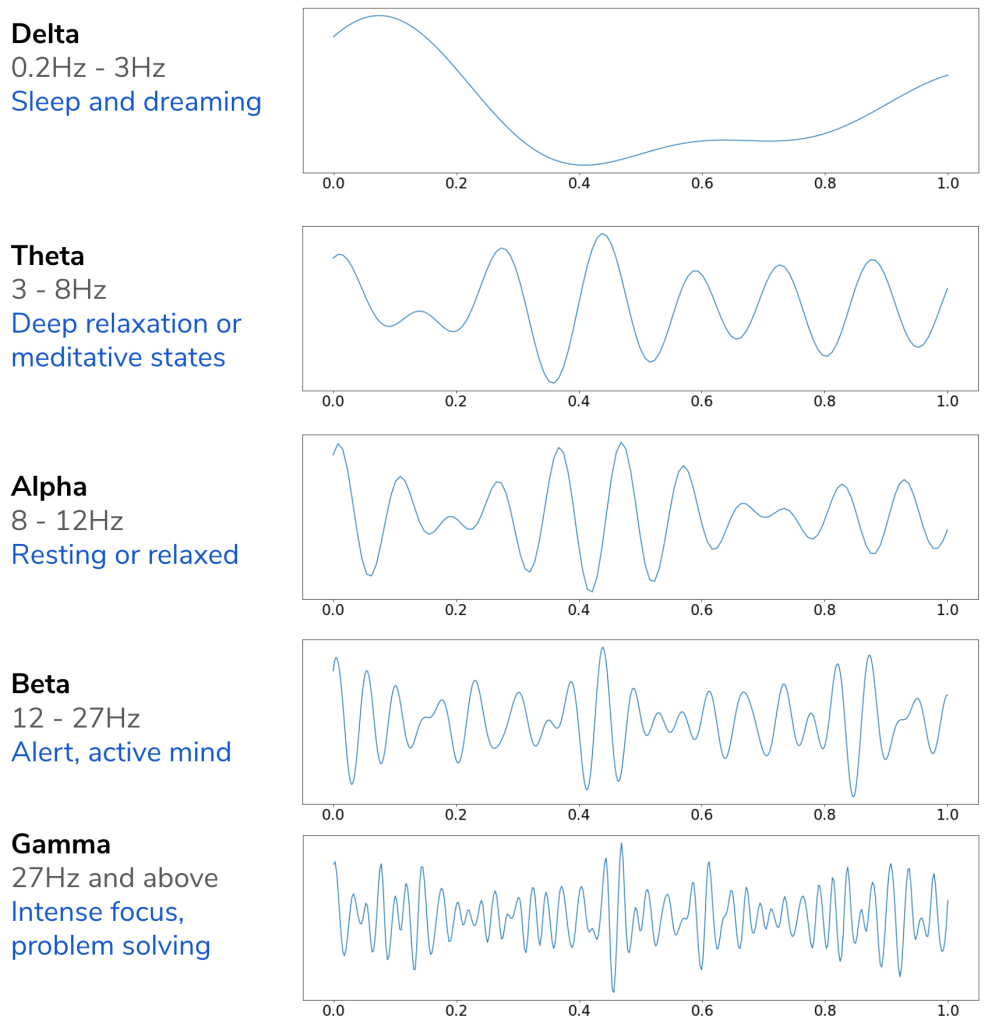 Delta
0.2Hz - 3Hz
Sleep and dreaming
0.0 0.2 0.4 0.6 0.8 1.0
Theta
3 - 8Hz
Deep relaxation or
meditative states
0.0 0.2 0.4 0.6 0.8 1.0
Alpha
8 - 12Hz
Resting or relaxed
0.0 0.2 0.4 0.6 0.8 1.0
Beta
12 - 27Hz
Alert, active mind
0.0 0.2 0.4 0.6 0.8 1.0
Gamma
27Hz and above
Intense focus,
problem solving
0.0 0.2 0.4 0.6 0.8 1.0